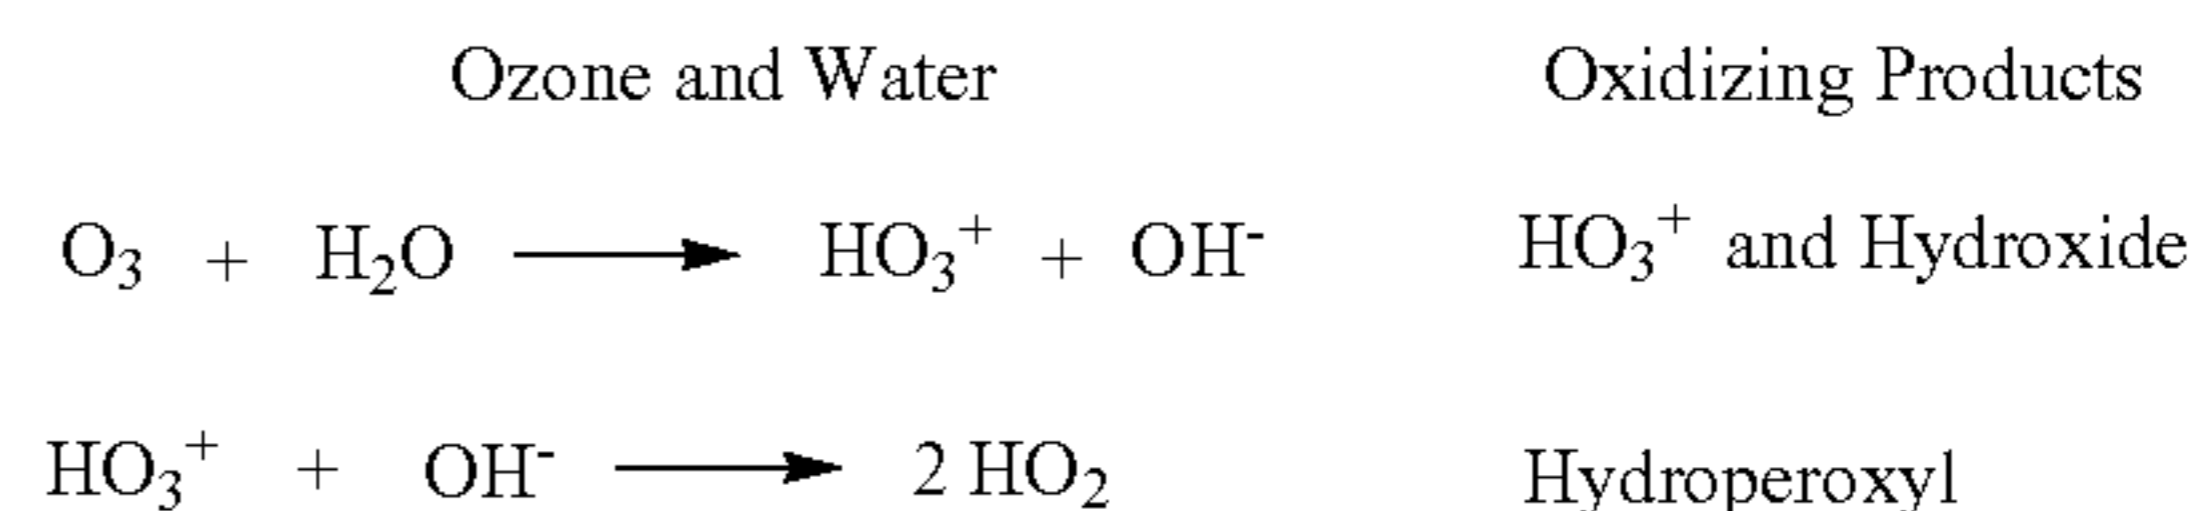 Ozone and Water Oxidizing Products
O₃ + H₂O ⟶ HO₃⁺ + OH⁻ HO₃⁺ and Hydroxide
HO₃⁺ + OH⁻ ⟶ 2 HO₂ Hydroperoxyl